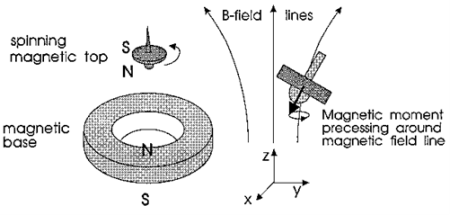 spinning
magnetic top
S
N
magnetic
base
N
S
B-field lines
Magnetic moment
precessing around
magnetic field line
z
y
x